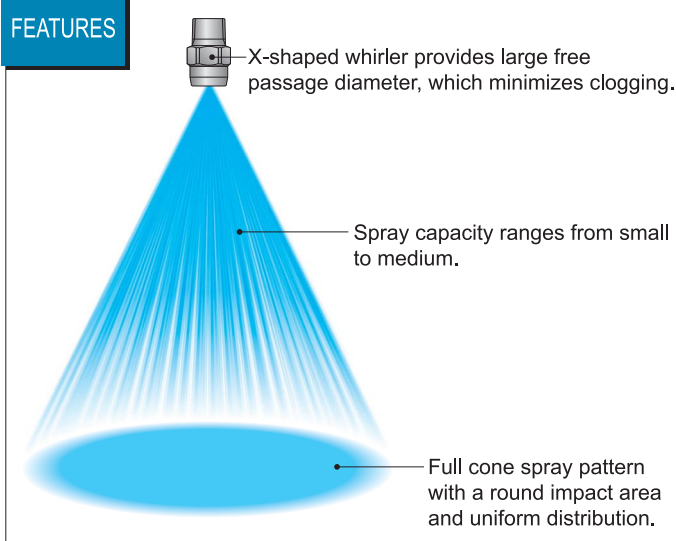 FEATURES
X-shaped whirler provides large free
passage diameter, which minimizes clogging.
Spray capacity ranges from small
to medium.
Full cone spray pattern
with a round impact area
and uniform distribution.